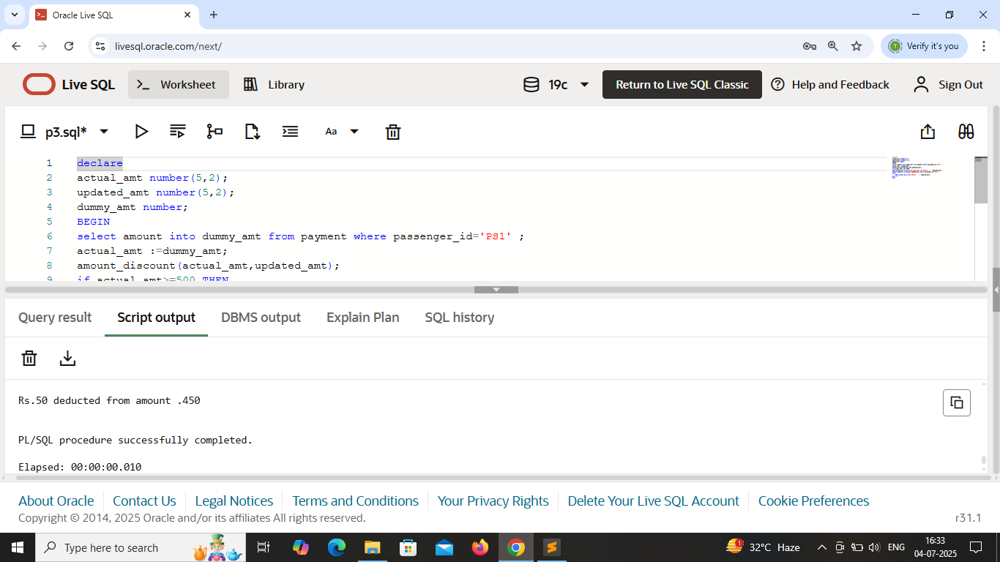 Oracle Live SQL
livesql.oracle.com/next/
T
Verify it's you
Live SQL
Worksheet
Library
19c
Return to Live SQL Classic
Help and Feedback
Sign Out
p3.sql*
Aa
1 declare
2 actual_amt number(5,2);
3 updated_amt number(5,2);
4 dummy_amt number;
5 BEGIN
6 select amount into dummy_amt from payment where passenger_id='PS1' ;
7 actual_amt :=dummy_amt;
8 amount_discount(actual_amt,updated_amt);
9 if actual_amt>=500 THEN
Query result
Script output
DBMS output
Explain Plan
SQL history
Rs.50 deducted from amount .450
PL/SQL procedure successfully completed.
Elapsed: 00:00:00.010
About Oracle
Contact Us
Legal Notices
Terms and Conditions
Your Privacy Rights
Delete Your Live SQL Account
Cookie Preferences
Copyright © 2014, 2025 Oracle and/or its affiliates All rights reserved.
r31.1
Type here to search
1
32°C Haze
ENG
16:33
04-07-2025